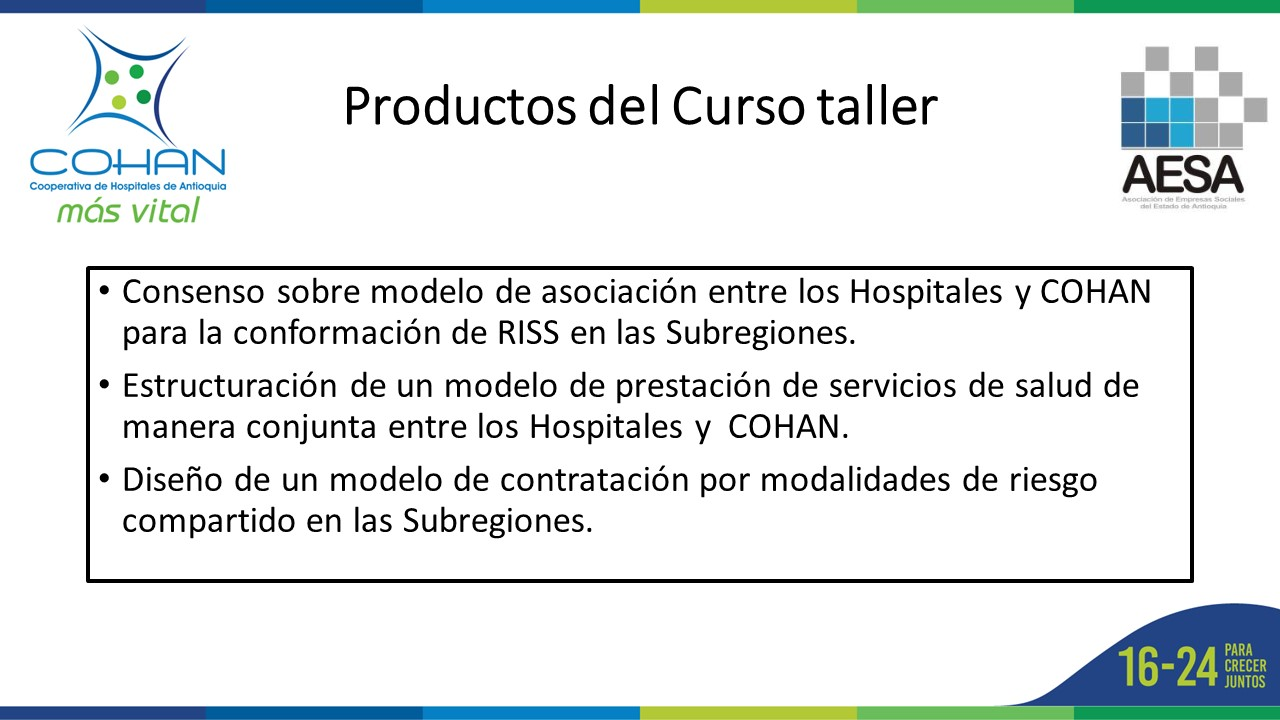 Productos del Curso taller
COHAN
Cooperativa de Hospitales de Antioquia
más vital
AESA
Asociación de Empresas Sociales
del Estado de Antioquia
• Consenso sobre modelo de asociación entre los Hospitales y COHAN
para la conformación de RISS en las Subregiones.
• Estructuración de un modelo de prestación de servicios de salud de
manera conjunta entre los Hospitales y  COHAN.
• Diseño de un modelo de contratación por modalidades de riesgo
compartido en las Subregiones.
16-24
PARA
CRECER
JUNTOS